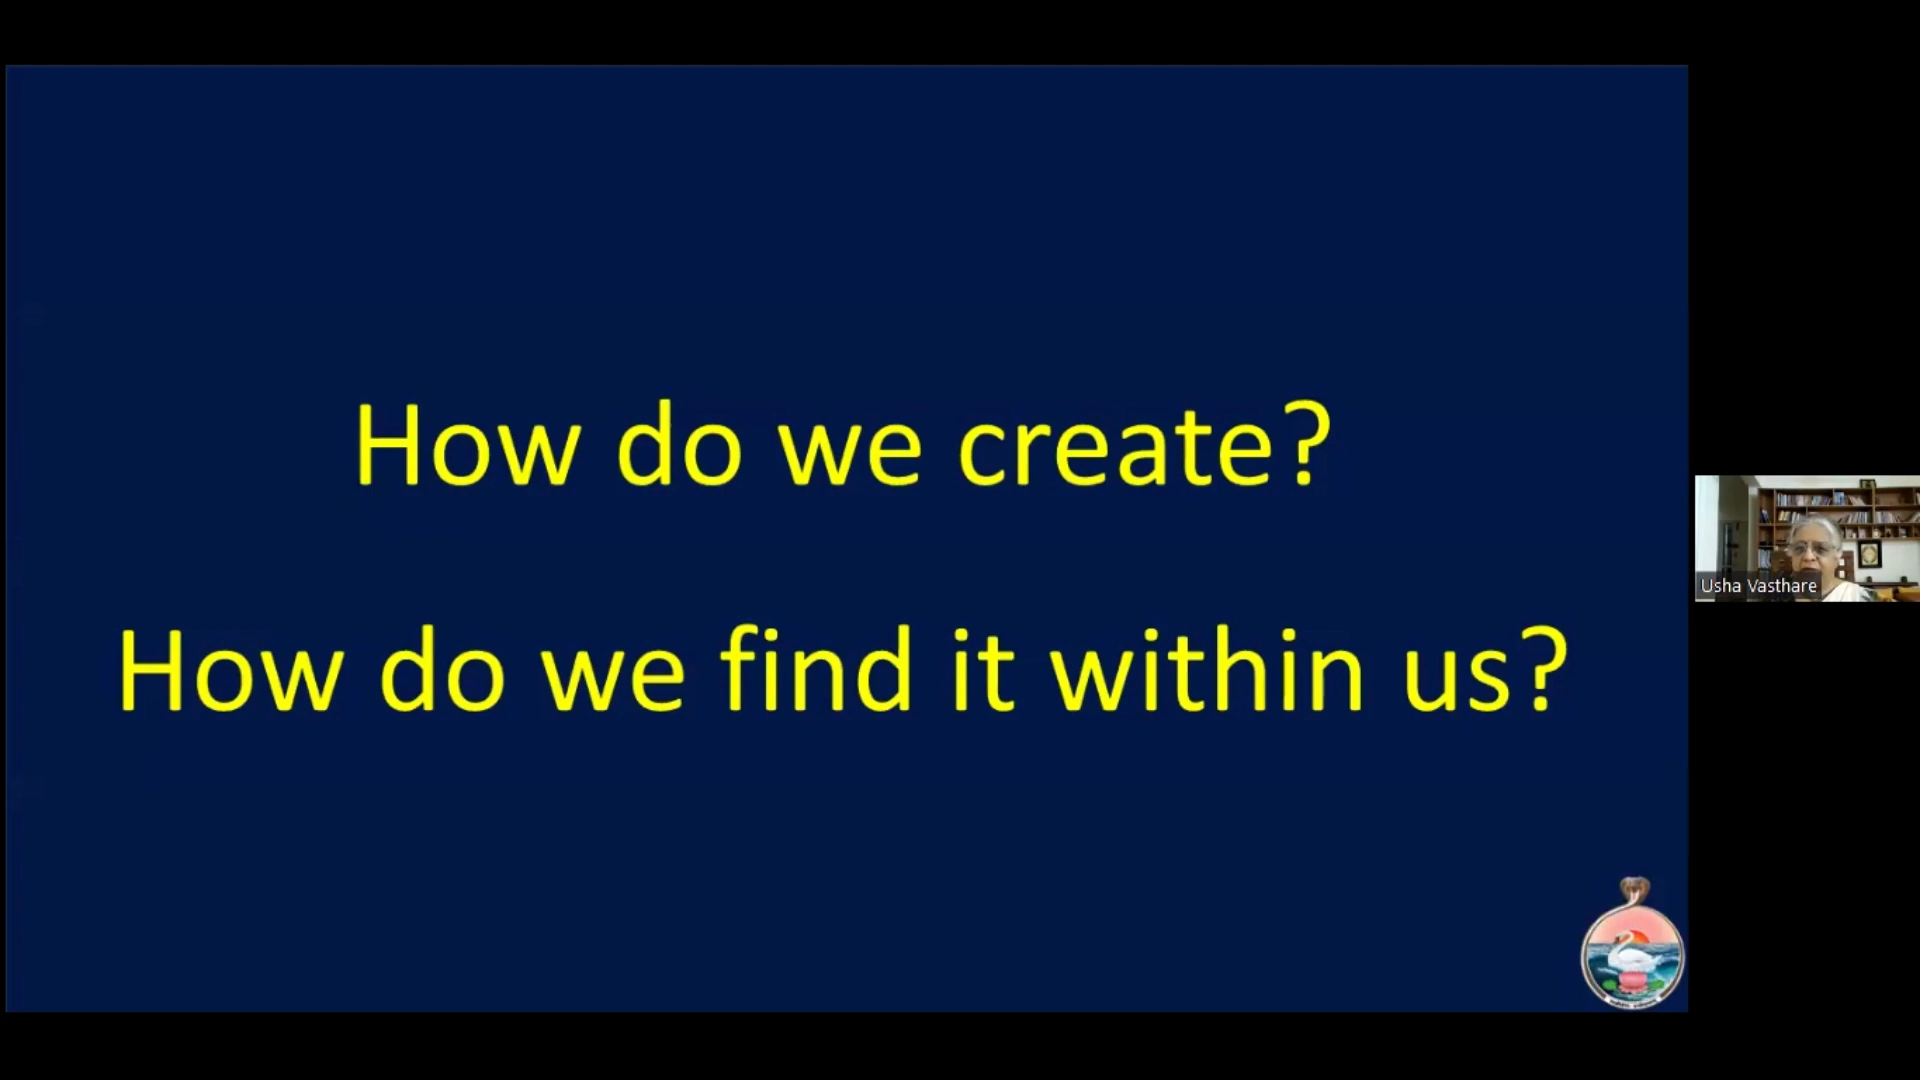 How do we create?
How do we find it within us?
Usha Vasthare